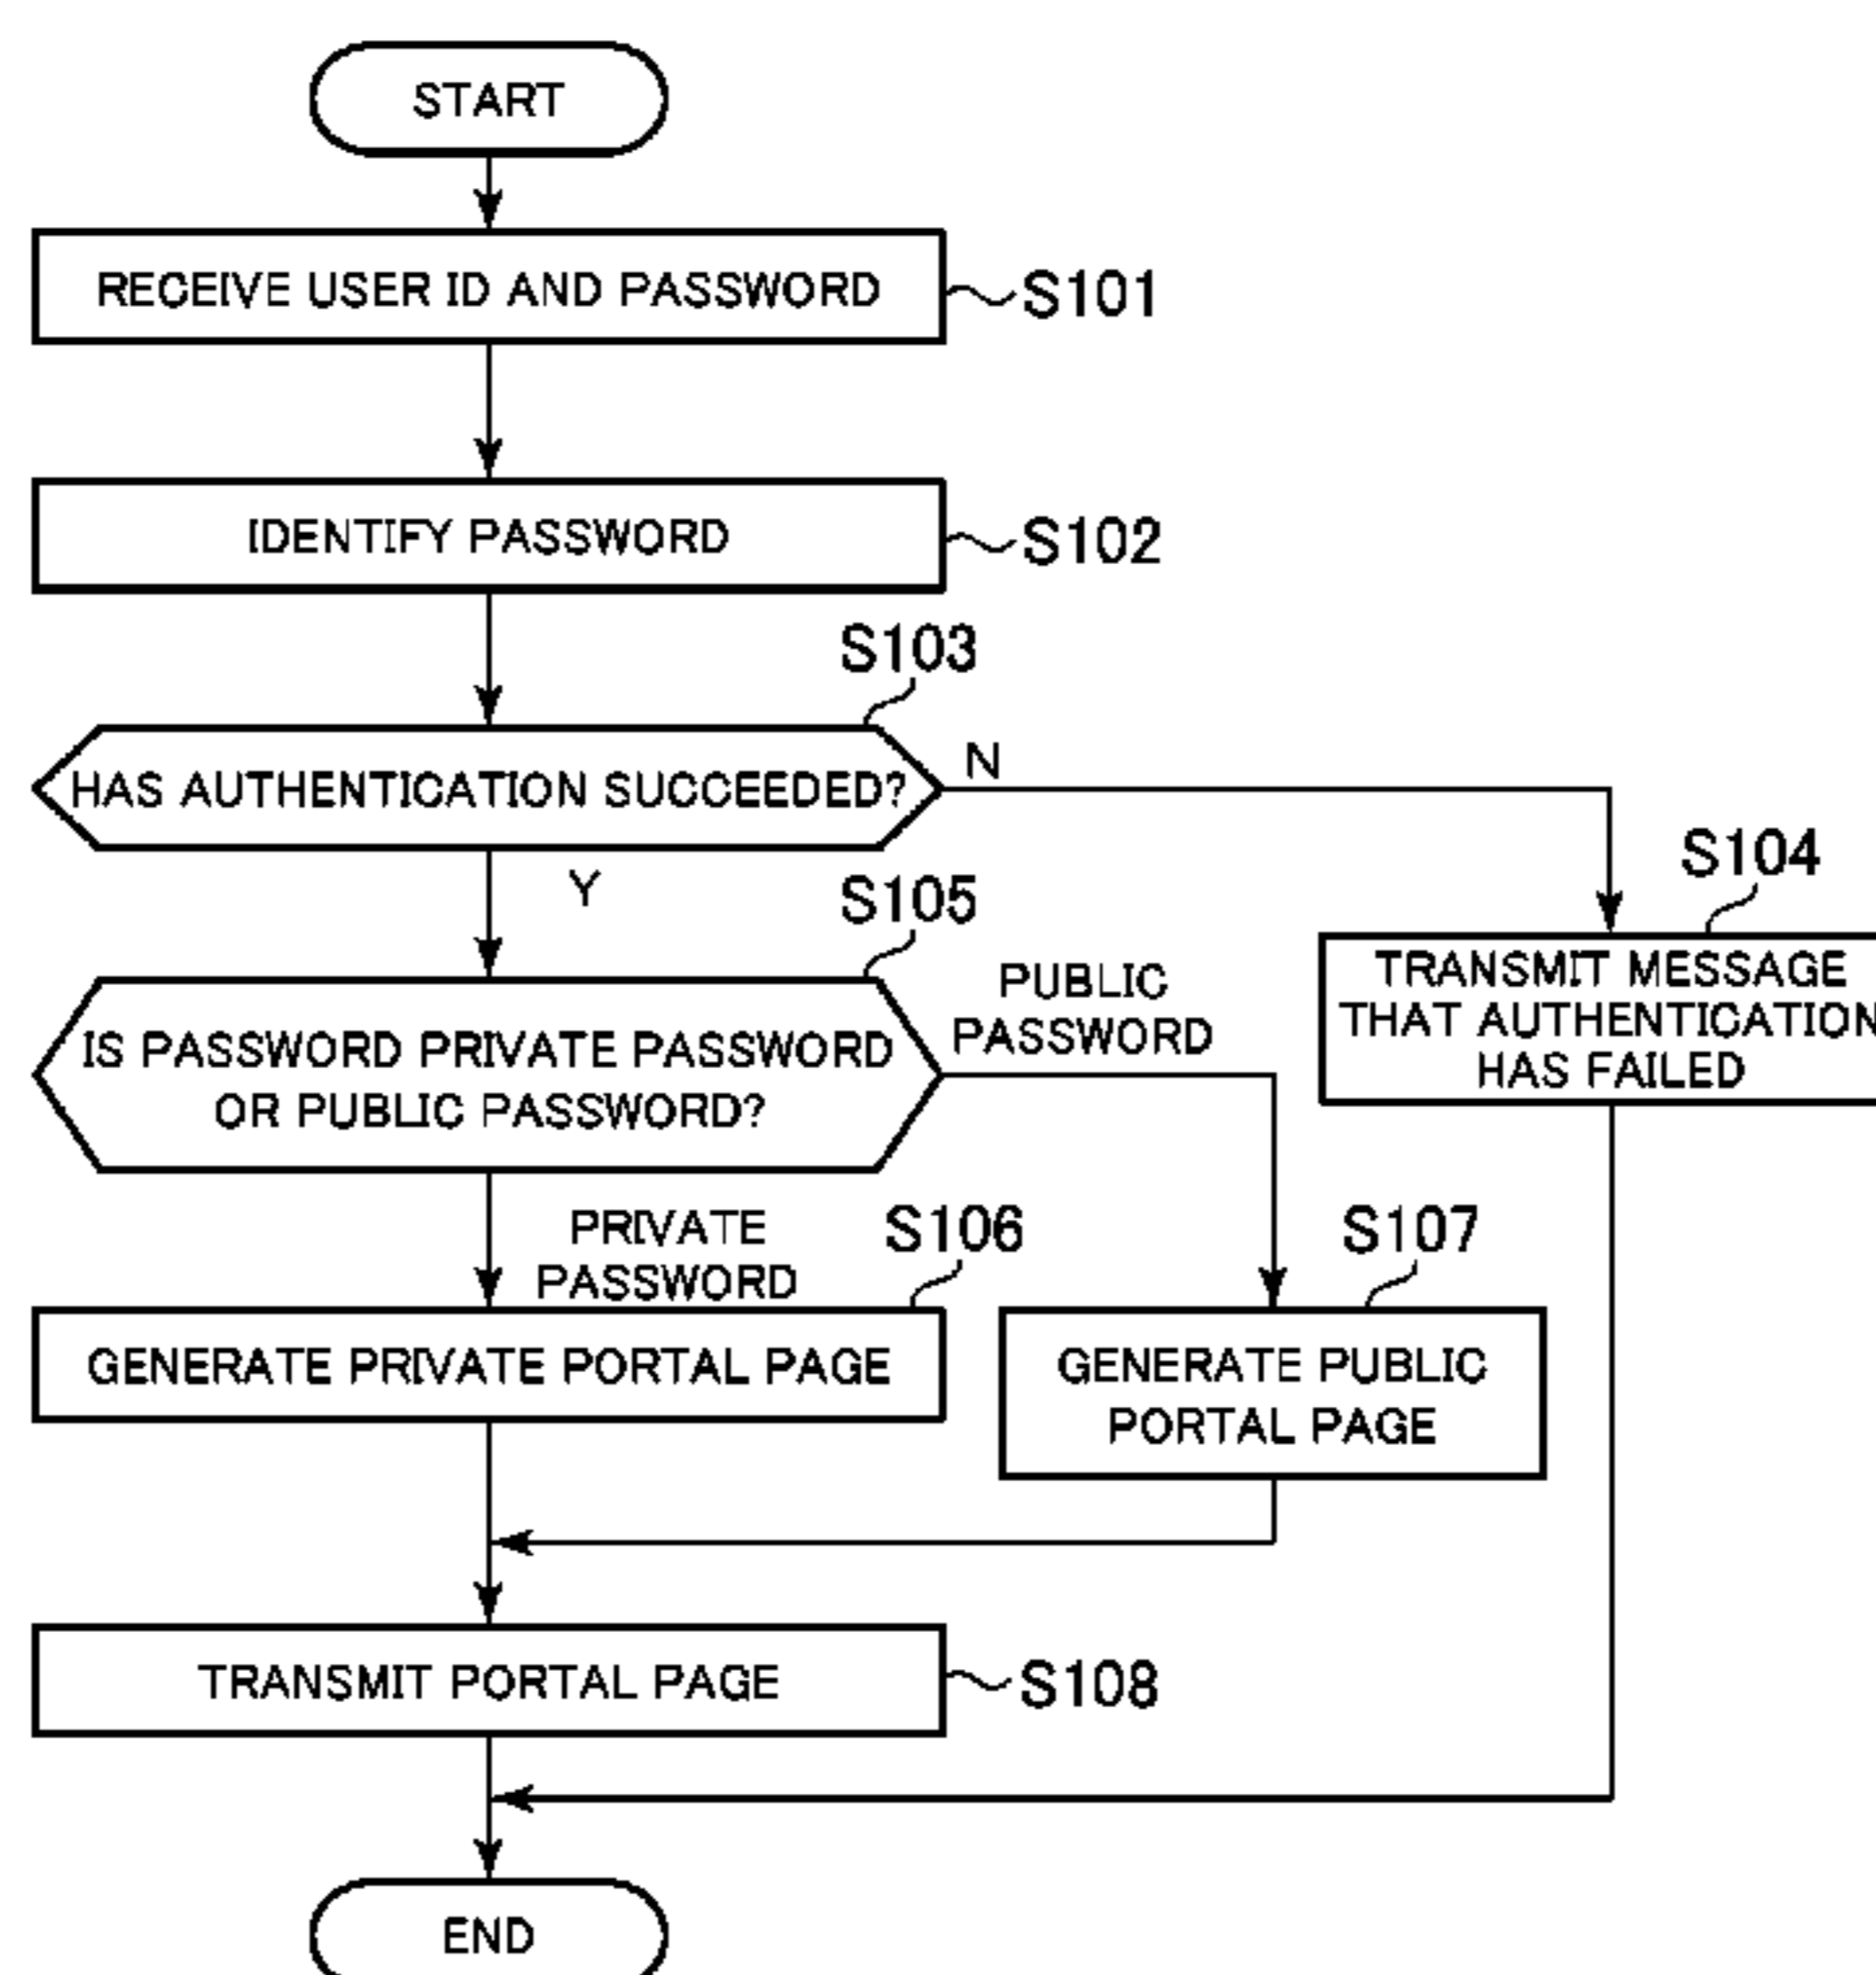 START
RECEIVE USER ID AND PASSWORD
S101
IDENTIFY PASSWORD
S102
S103
HAS AUTHENTICATION SUCCEEDED?
N
Y
S104
TRANSMIT MESSAGE
THAT AUTHENTICATION
HAS FAILED
S105
IS PASSWORD PRIVATE PASSWORD
OR PUBLIC PASSWORD?
PUBLIC
PASSWORD
PRIVATE
PASSWORD
S106
GENERATE PRIVATE PORTAL PAGE
S107
GENERATE PUBLIC
PORTAL PAGE
TRANSMIT PORTAL PAGE
S108
END